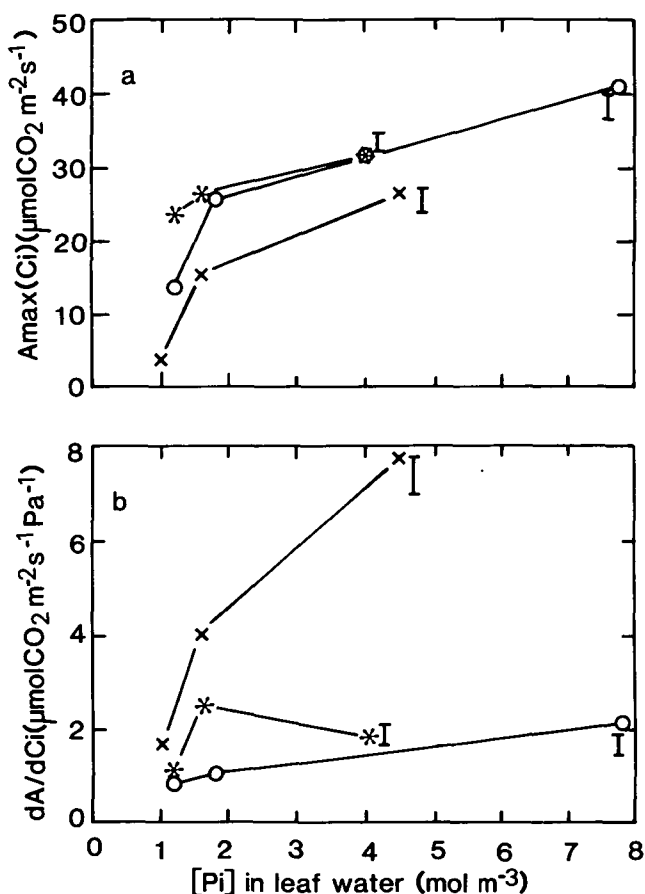 a
Amax(Ci)(μmolCO₂ m⁻²s⁻¹)
50
40
30
20
10
0
b
dA/dCi(μmolCO₂ m⁻²s⁻¹ Pa⁻¹)
8
6
4
2
0
0 1 2 3 4 5 6 7 8
[Pi] in leaf water (mol m⁻³)